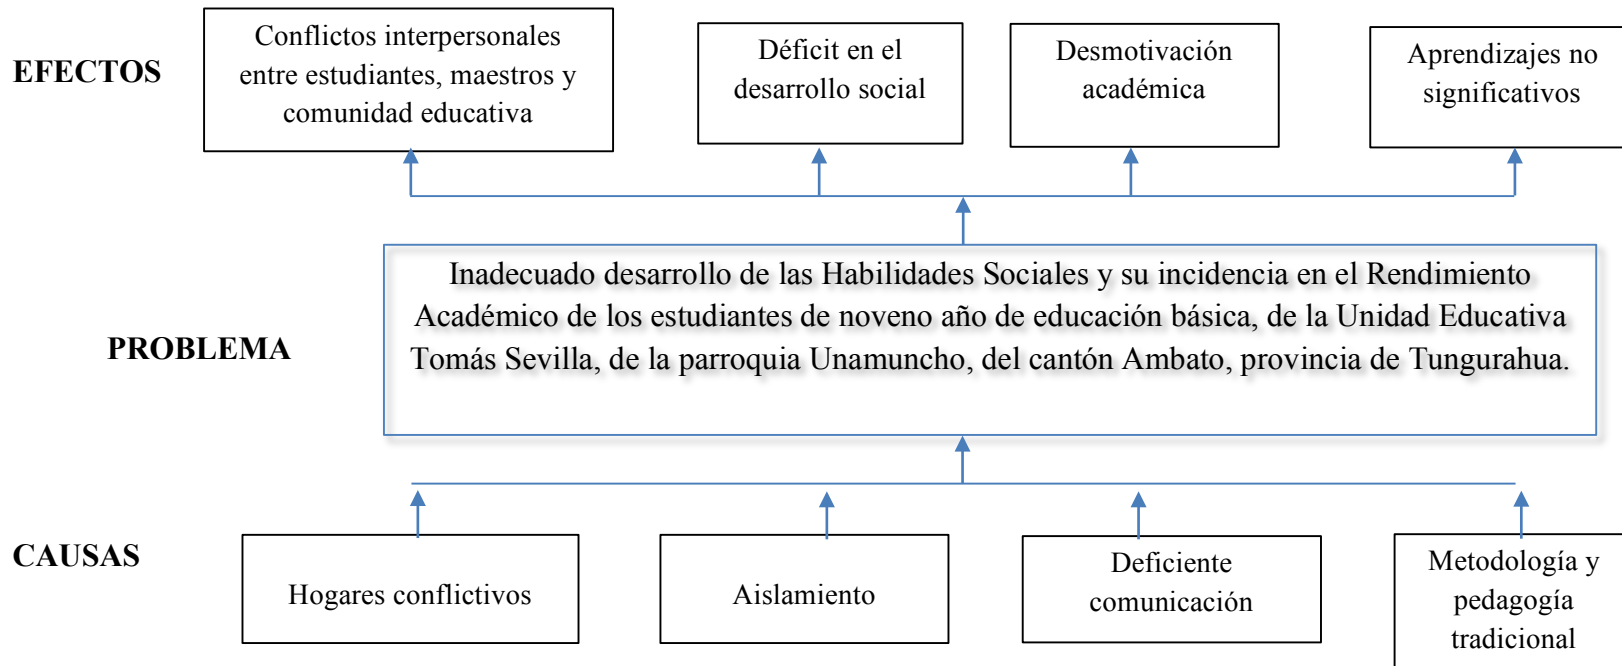 EFECTOS
Conflictos interpersonales
entre estudiantes, maestros y
comunidad educativa
Déficit en el
desarrollo social
Desmotivación
académica
Aprendizajes no
significativos
PROBLEMA
Inadecuado desarrollo de las Habilidades Sociales y su incidencia en el Rendimiento
Académico de los estudiantes de noveno año de educación básica, de la Unidad Educativa
Tomás Sevilla, de la parroquia Unamuncho, del cantón Ambato, provincia de Tungurahua.
CAUSAS
Hogares conflictivos
Aislamiento
Deficiente
comunicación
Metodología y
pedagogía
tradicional